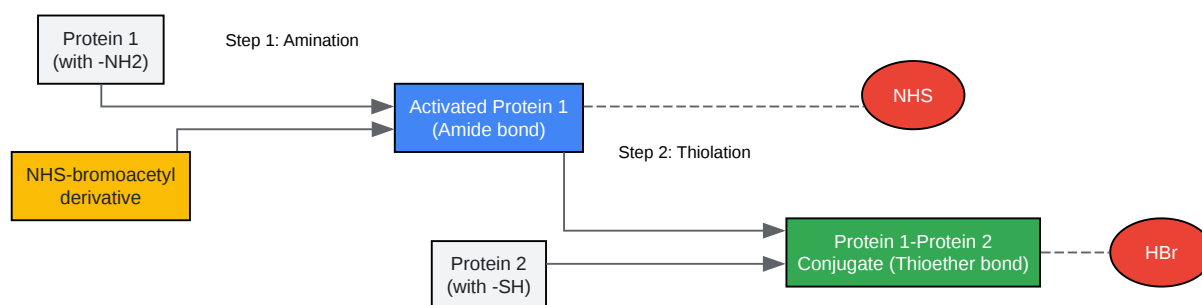 Protein 1
(with -NH2)
Step 1: Amination
NHS-bromoacetyl
derivative
Activated Protein 1
(Amide bond)
NHS
Step 2: Thiolation
Protein 2
(with -SH)
Protein 1-Protein 2
Conjugate (Thioether bond)
HBr